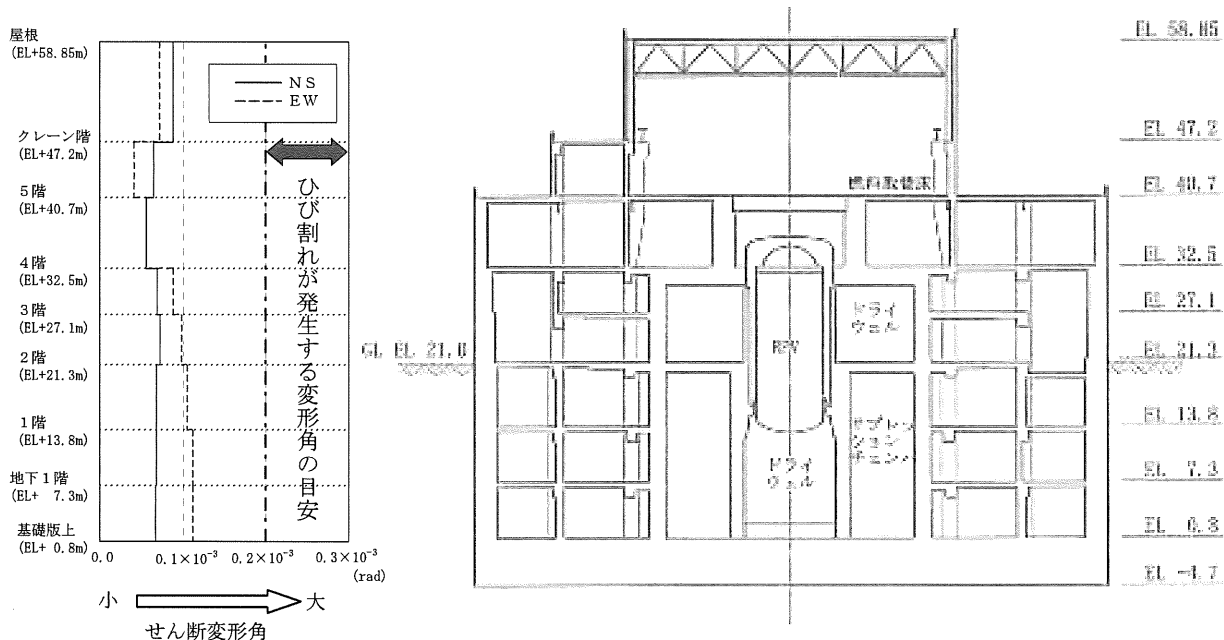 屋根
(EL+58.85m)
クレーン階
(EL+47.2m)
5階
(EL+40.7m)
4階
(EL+32.5m)
3階
(EL+27.1m)
2階
(EL+21.3m)
1階
(EL+13.8m)
地下1階
(EL+ 7.3m)
基礎版上
(EL+ 0.8m)
NS
EW
ひび割れが発生する変形角の目安
0.0
0.1×10⁻³
0.2×10⁻³
0.3×10⁻³
(rad)
小
大
せん断変形角
GL EL 21.0
燃料取替床
RPV
ドライ
ウェル
サプレッ
ション
チェンバ
ドライ
ウェル
EL 58.85
EL 47.2
EL 40.7
EL 32.5
EL 27.1
EL 21.3
EL 13.8
EL 7.3
EL 0.8
EL -4.7